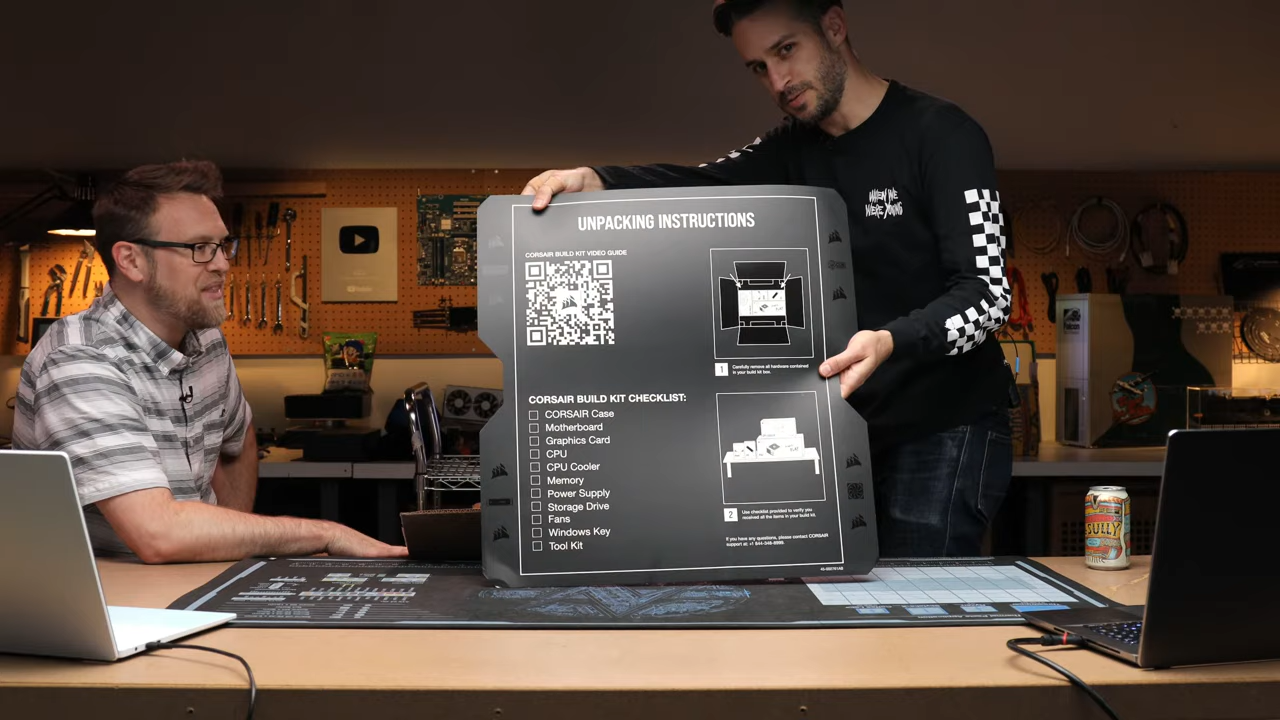 UNPACKING INSTRUCTIONS
CORSAIR BUILD KIT VIDEO GUIDE
1 Carefully remove all hardware contained
in your build kit box.
CORSAIR BUILD KIT CHECKLIST:
CORSAIR Case
Motherboard
Graphics Card
CPU
CPU Cooler
Memory
Power Supply
Storage Drive
Fans
Windows Key
Tool Kit
2 Use checklist provided to verify you
received all the items in your build kit.
If you have any questions, please contact CORSAIR
WHEN WE
WERE YOUNG
SULLY